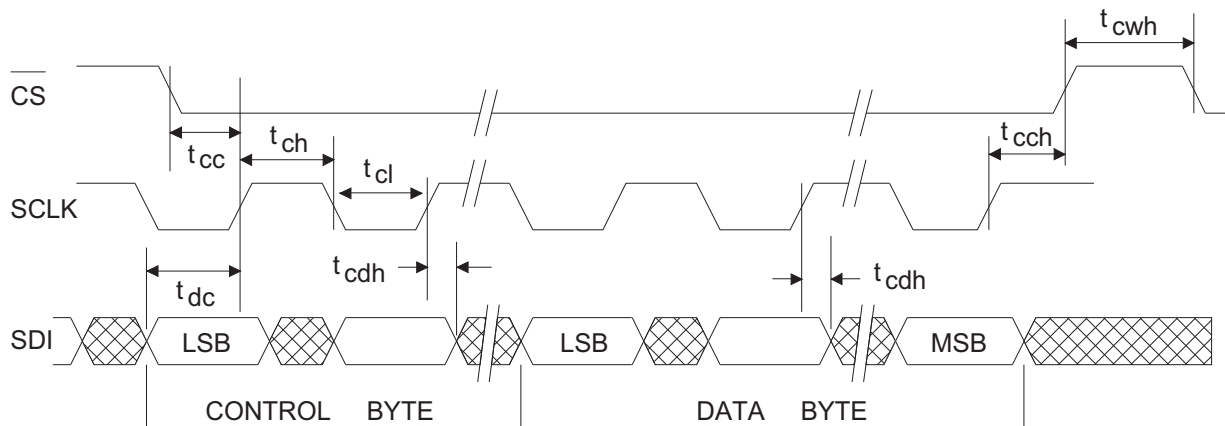 t cwh
CS
t cc
t ch
t cl
t cch
SCLK
t dc
t cdh
t cdh
SDI
LSB
LSB
MSB
CONTROL BYTE
DATA BYTE